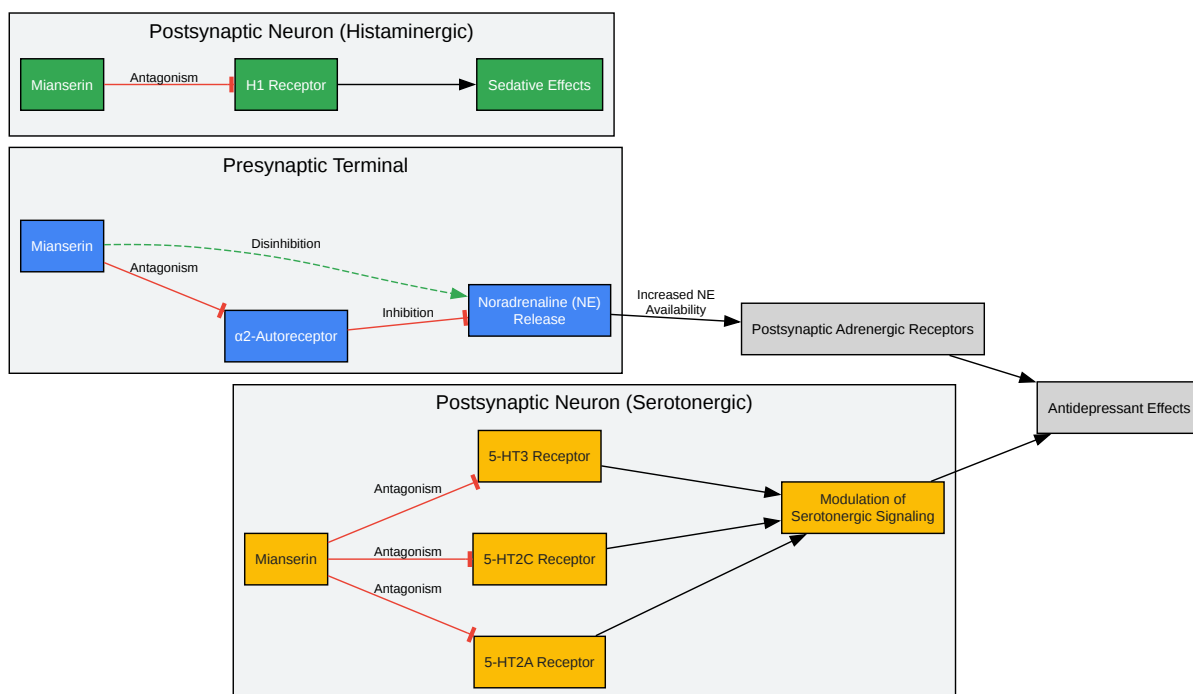 Postsynaptic Neuron (Histaminergic)
Mianserin
Antagonism
H1 Receptor
Sedative Effects
Presynaptic Terminal
Mianserin
Disinhibition
Antagonism
α2-Autoreceptor
Inhibition
Noradrenaline (NE)
Release
Increased NE
Availability
Postsynaptic Adrenergic Receptors
Antidepressant Effects
Postsynaptic Neuron (Serotonergic)
Mianserin
Antagonism
5-HT3 Receptor
Antagonism
5-HT2C Receptor
Antagonism
5-HT2A Receptor
Modulation of
Serotonergic Signaling